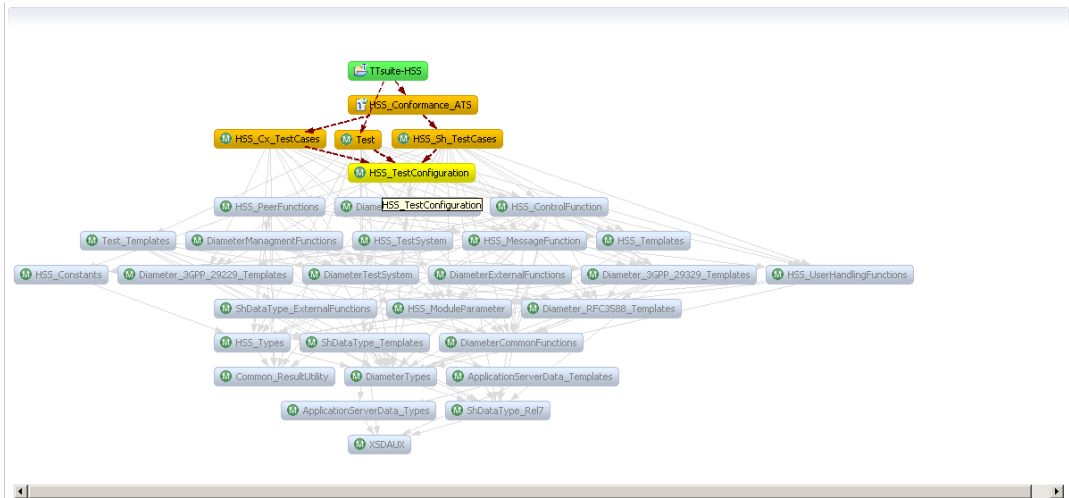 TTsuite-HSS
HSS_Conformance_ATS
HSS_Cx_TestCases
Test
HSS_Sh_TestCases
HSS_TestConfiguration
HSS_PeerFunctions
HSS_TestConfiguration
HSS_ControlFunction
Test_Templates
DiameterManagmentFunctions
HSS_TestSystem
HSS_MessageFunction
HSS_Templates
HSS_Constants
Diameter_3GPP_29229_Templates
DiameterTestSystem
DiameterExternalFunctions
Diameter_3GPP_29329_Templates
HSS_UserHandlingFunctions
ShDataType_ExternalFunctions
HSS_ModuleParameter
Diameter_RFC3588_Templates
HSS_Types
ShDataType_Templates
DiameterCommonFunctions
Common_ResultUtility
DiameterTypes
ApplicationServerData_Templates
ApplicationServerData_Types
ShDataType_Rel7
XSDAUX